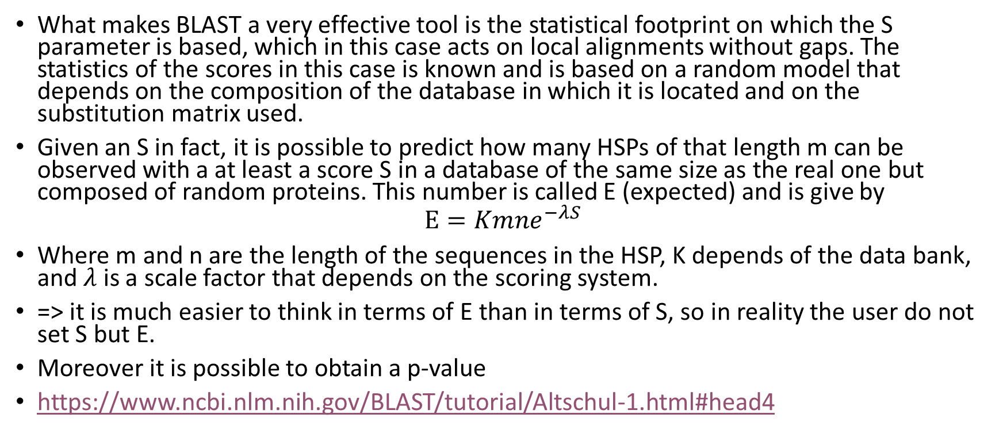 • What makes BLAST a very effective tool is the statistical footprint on which the S
parameter is based, which in this case acts on local alignments without gaps. The
statistics of the scores in this case is known and is based on a random model that
depends on the composition of the database in which it is located and on the
substitution matrix used.
• Given an S in fact, it is possible to predict how many HSPs of that length m can be
observed with a at least a score S in a database of the same size as the real one but
composed of random proteins. This number is called E (expected) and is give by
E = Kmne^{−λS}
• Where m and n are the length of the sequences in the HSP, K depends of the data bank,
and λ is a scale factor that depends on the scoring system.
• => it is much easier to think in terms of E than in terms of S, so in reality the user do not
set S but E.
• Moreover it is possible to obtain a p-value
• https://www.ncbi.nlm.nih.gov/BLAST/tutorial/Altschul-1.html#head4